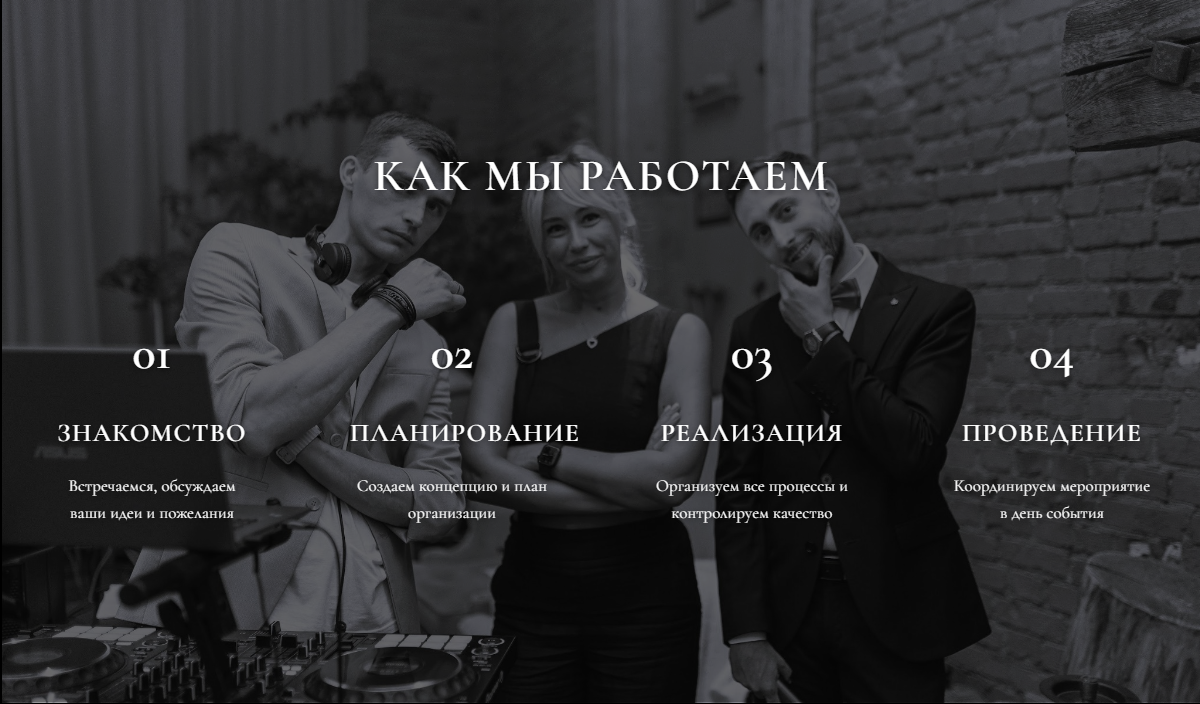 КАК МЫ РАБОТАЕМ
01
02
03
04
ЗНАКОМСТВО
ПЛАНИРОВАНИЕ
РЕАЛИЗАЦИЯ
ПРОВЕДЕНИЕ
Встречаемся, обсуждаем
ваши идеи и пожелания
Создаем концепцию и план
организации
Организуем все процессы и
контролируем качество
Координируем мероприятие
в день события
ASUS